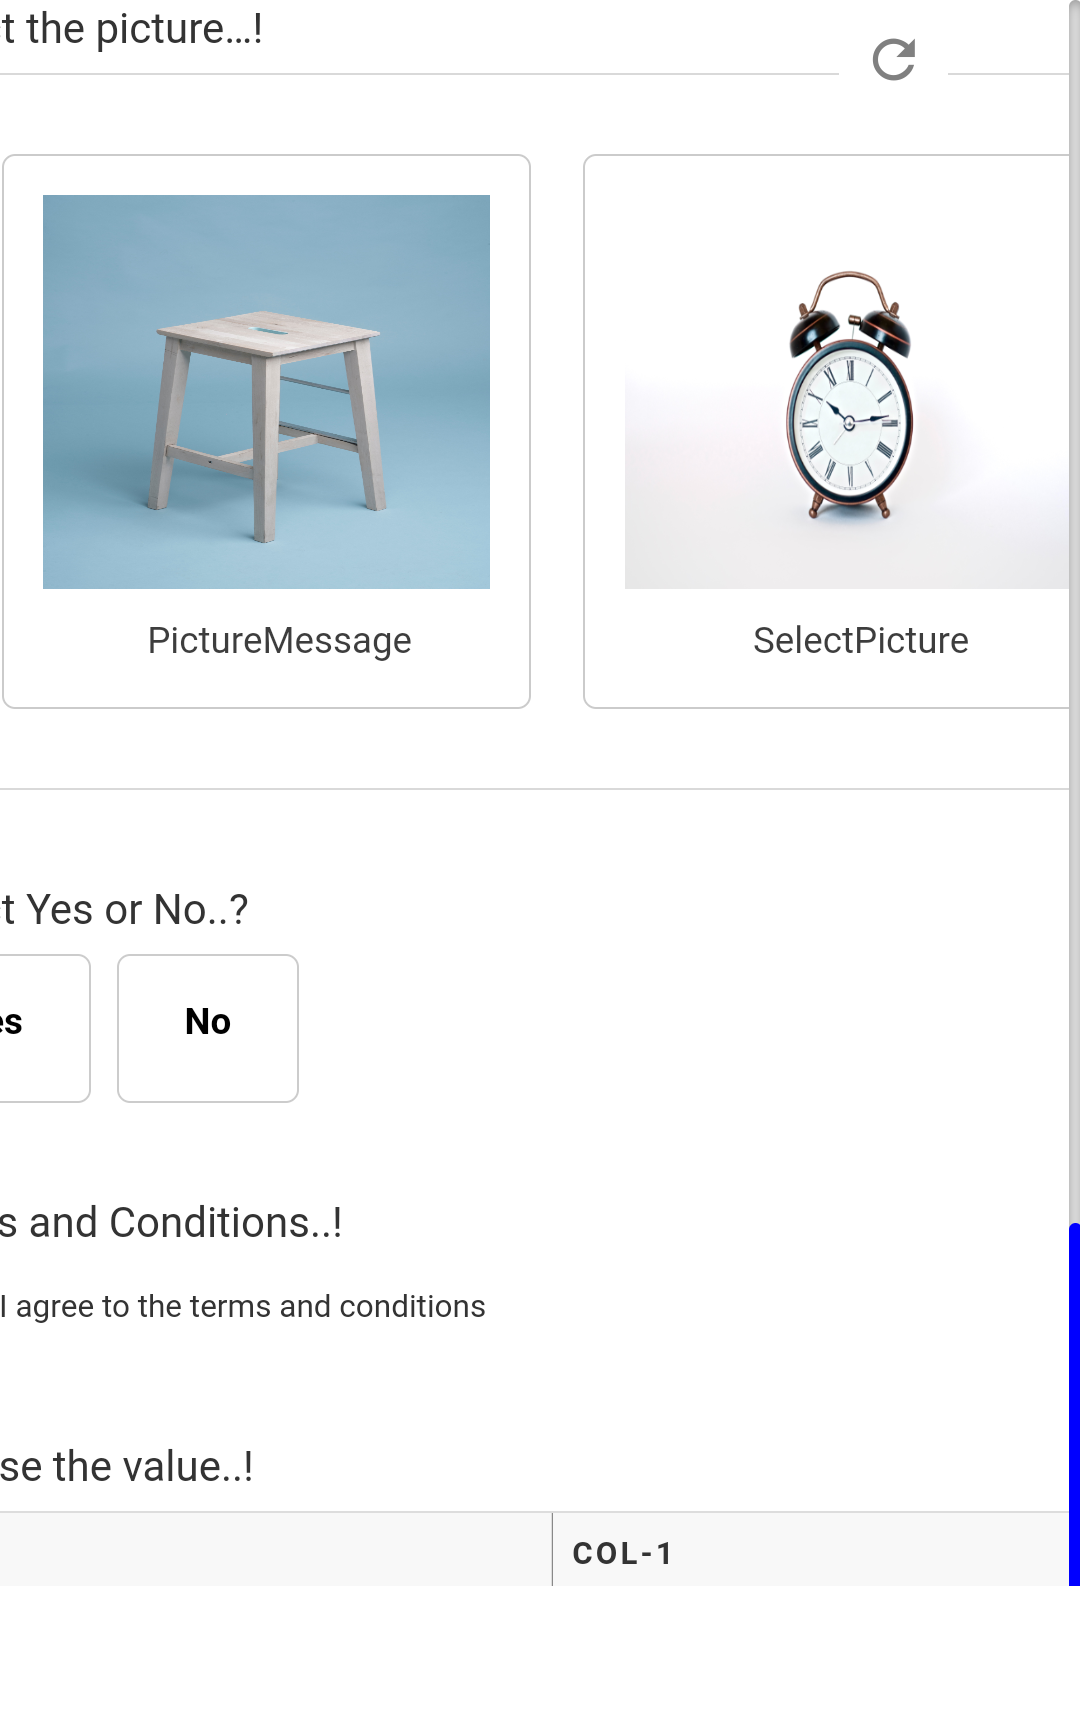 t the picture...!
PictureMessage
SelectPicture
t Yes or No..?
es
No
s and Conditions..!
I agree to the terms and conditions
se the value..!
COL-1